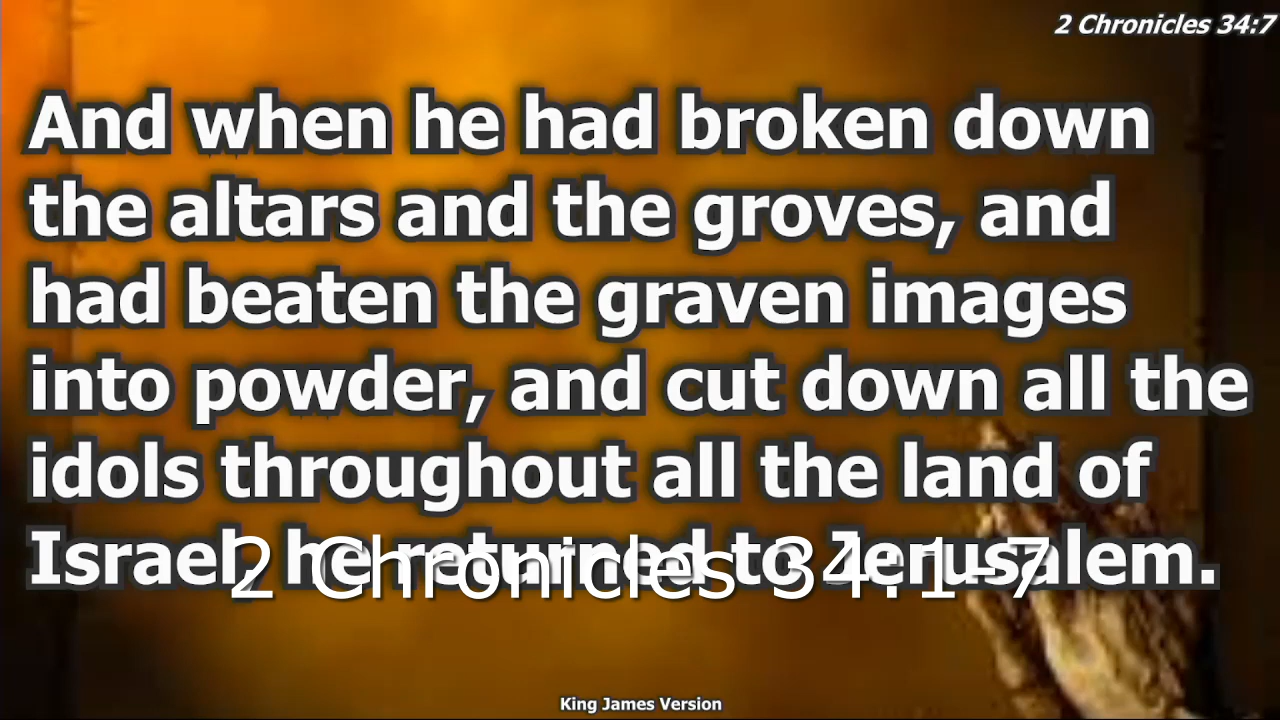 2 Chronicles 34:7
And when he had broken down
the altars and the groves, and
had beaten the graven images
into powder, and cut down all the
idols throughout all the land of
Israel, he returned to Jerusalem.
2 Chronicles 34:1-7
King James Version